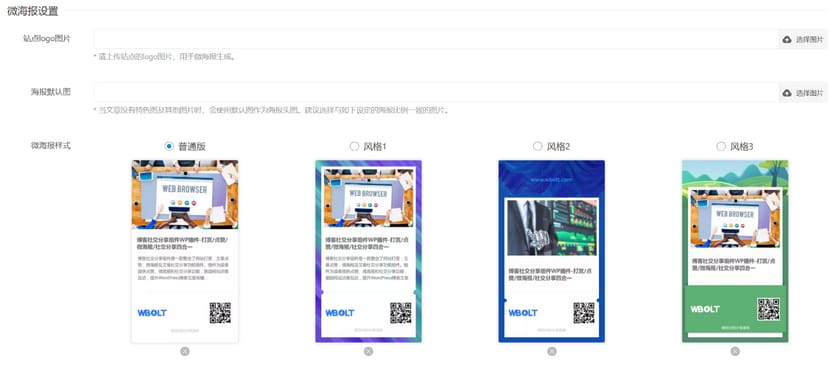 微海报设置
站点logo图片
选择图片
* 请上传站点的logo图片，用于微海报生成。
海报默认图
选择图片
* 当文章没有特色图及其他图片时，会使用默认图作为海报头图。建议选择与如下设定的海报比例一致的图片。
微海报样式
普通版
风格1
风格2
风格3
WEB BROWSER
博客社交分享组件WP插件-打赏/点赞/微海报/社交分享四合一
WBOLT
WEB BROWSER
博客社交分享组件WP插件-打赏/点
赞/微海报/社交分享四合一
WBOLT
www.wbolt.com
博客社交分享组件WP插件-打赏/点
赞/微海报/社交分享四合一
WBOLT
WEB BROWSER
博客社交分享组件WP插件-打赏/点赞/
微海报/社交分享四合一
WBOLT